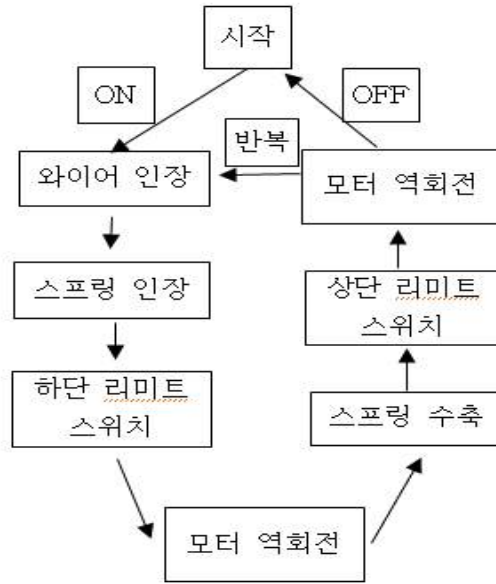 시작
ON
OFF
반복
와이어 인장
모터 역회전
스프링 인장
상단 리미트
스위치
하단 리미트
스위치
스프링 수축
모터 역회전